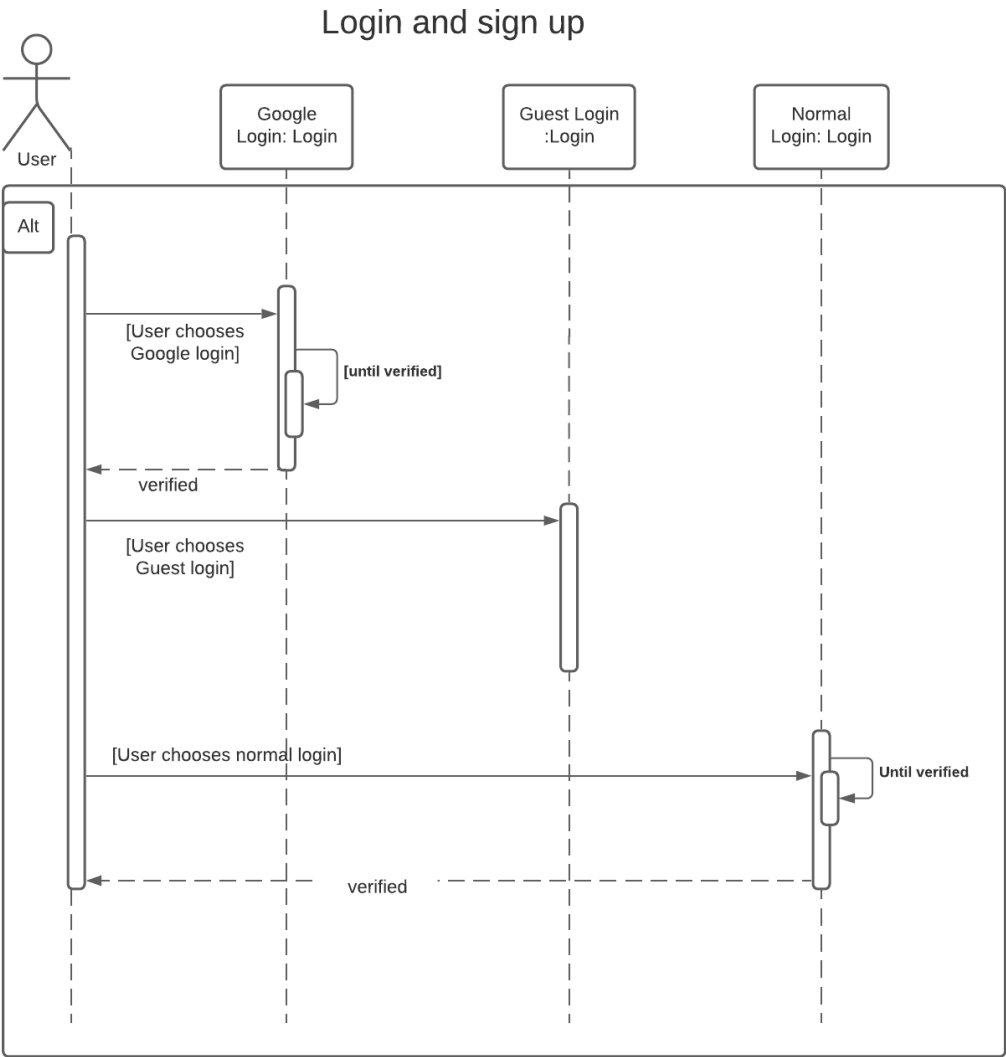 Login and sign up
User
Google
Login: Login
Guest Login
:Login
Normal
Login: Login
Alt
[User chooses
Google login]
[until verified]
verified
[User chooses
Guest login]
[User chooses normal login]
Until verified
verified